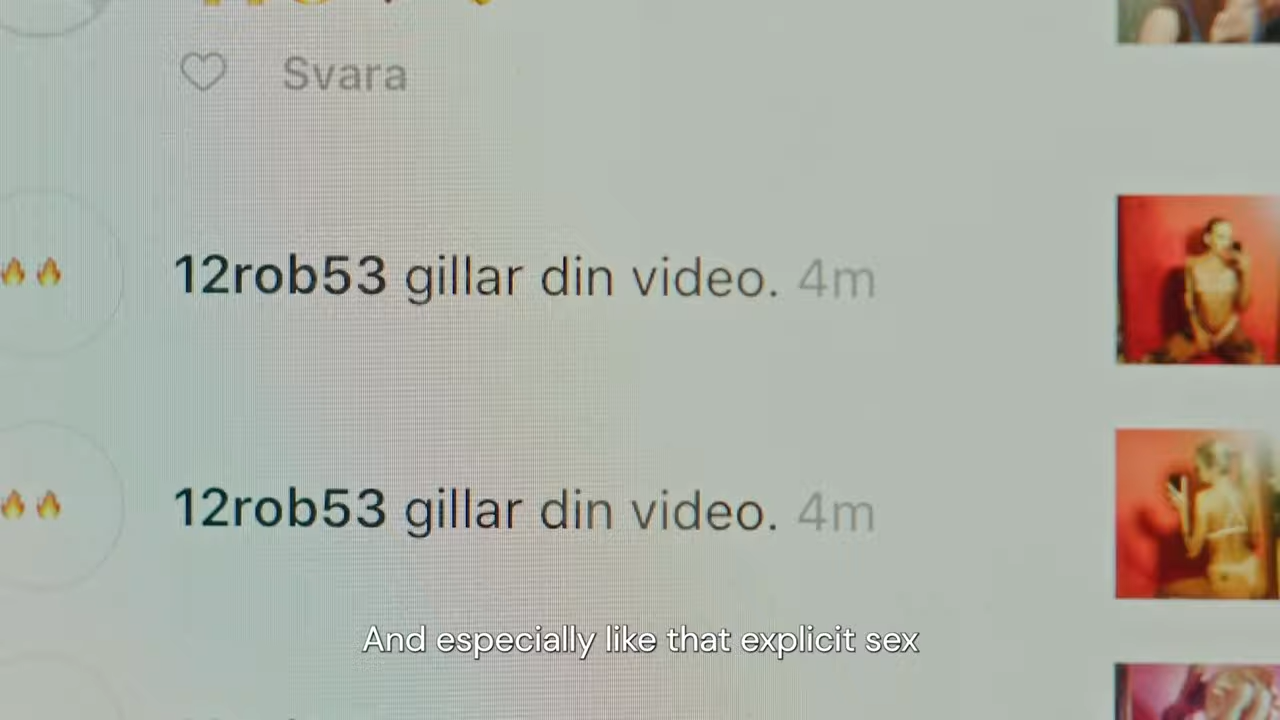 Svara
12rob53 gillar din video. 4m
12rob53 gillar din video. 4m
And especially like that explicit sex